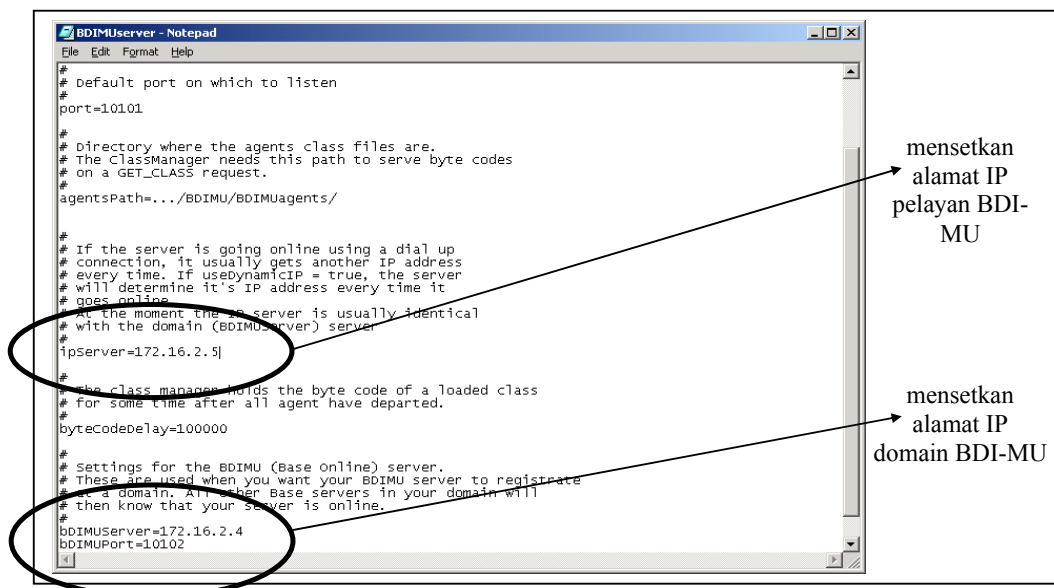 BDIMUserver - Notepad
File Edit Format Help
#
# Default port on which to listen
#
port=10101
#
# Directory where the agents class files are.
# The ClassManager needs this path to serve byte codes
# on a GET_CLASS request.
#
agentsPath=.../BDIMU/BDIMUagents/
#
# If the server is going online using a dial up
# connection, it usually gets another IP address
# every time. If useDynamicIP = true, the server
# will determine it's IP address every time it
# goes online.
# At the moment the IP server is usually identical
# with the domain (BDIMUserver) server
#
ipServer=172.16.2.5
#
# The class manager holds the byte code of a loaded class
# for some time after all agent have departed.
#
byteCodeDelay=100000
#
# Settings for the BDIMU (Base Online) server.
# These are used when you want your BDIMU server to registrate
# at a domain. All other Base servers in your domain will
# then know that your server is online.
#
bDIMUServer=172.16.2.4
bDIMUPort=10102
mensetkan
alamat IP
pelayan BDI-
MU
mensetkan
alamat IP
domain BDI-MU